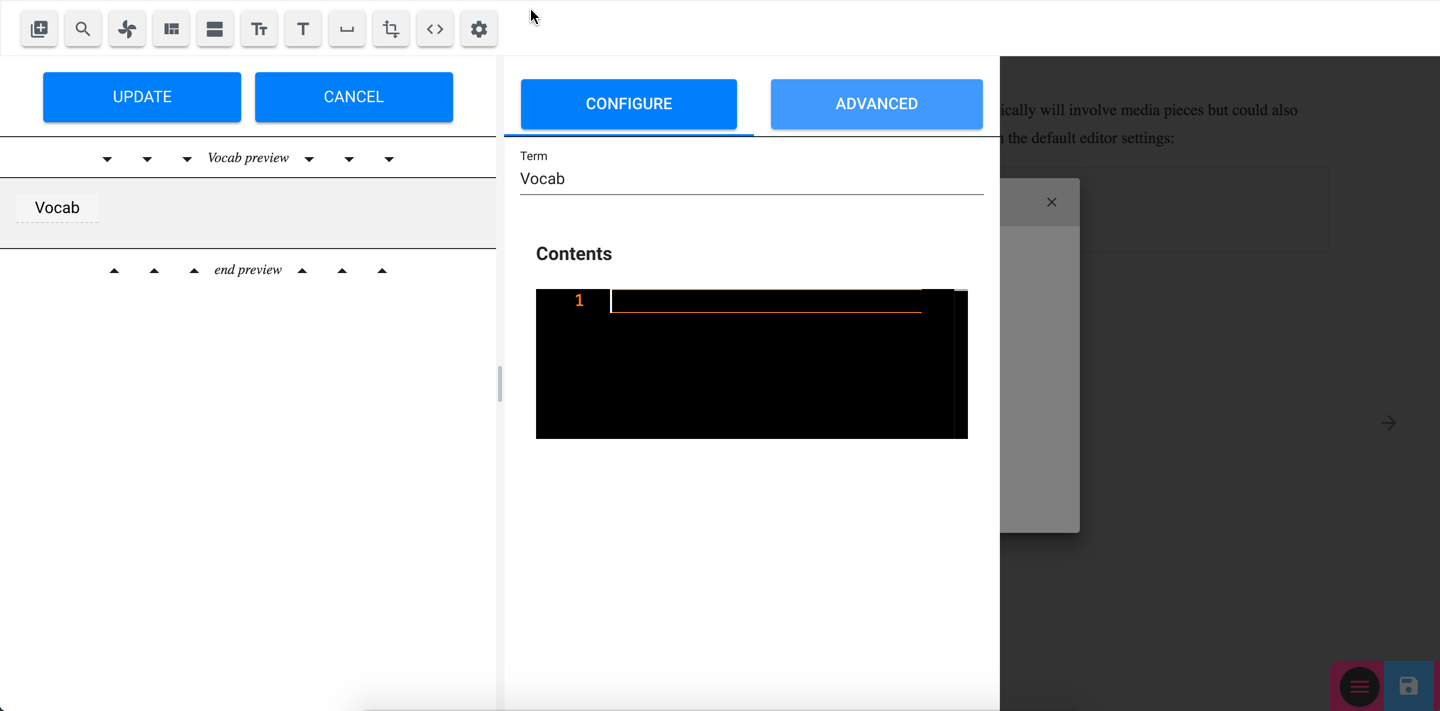 UPDATE CANCEL CONFIGURE ADVANCED
ically will involve media pieces but could also
the default editor settings:
Vocab preview
Term
Vocab
Vocab
end preview
Contents
1